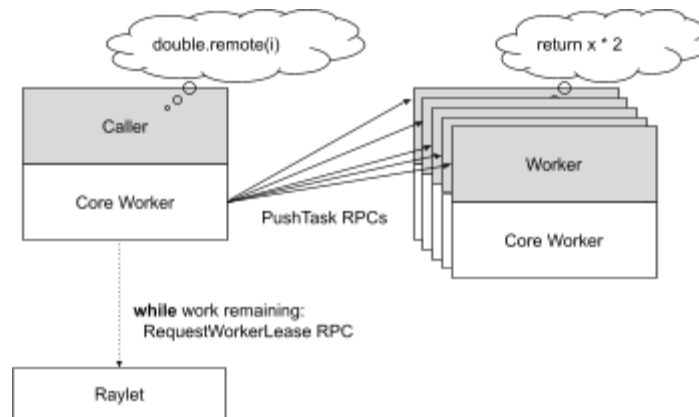 double.remote(i)
return x * 2
Caller
Core Worker
Worker
Core Worker
PushTask RPCs
while work remaining:
RequestWorkerLease RPC
Raylet